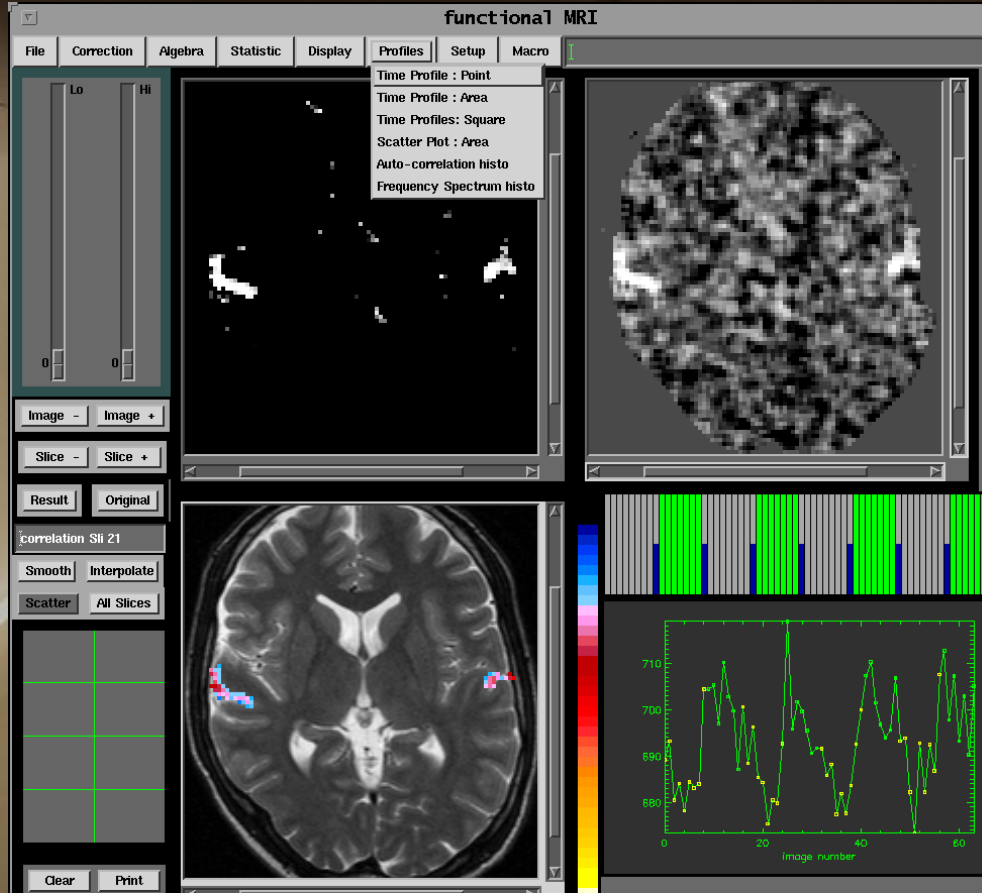 functional MRI
File Correction Algebra Statistic Display Profiles Setup Macro
Time Profile : Point
Time Profile : Area
Time Profiles: Square
Scatter Plot : Area
Auto-correlation histo
Frequency Spectrum histo
Lo Hi
0 0
Image - Image +
Slice - Slice +
Result Original
correlation Sli 21
Smooth Interpolate
Scatter All Slices
Clear Print
710
700
690
680
0 20 40 60
image number